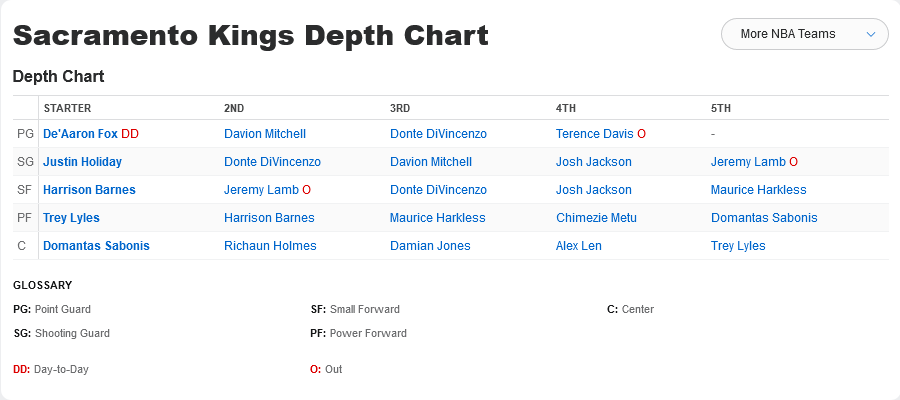 Sacramento Kings Depth Chart
More NBA Teams
Depth Chart
STARTER 2ND 3RD 4TH 5TH
PG De'Aaron Fox DD Davion Mitchell Donte DiVincenzo Terence Davis O -
SG Justin Holiday Donte DiVincenzo Davion Mitchell Josh Jackson Jeremy Lamb O
SF Harrison Barnes Jeremy Lamb O Donte DiVincenzo Josh Jackson Maurice Harkless
PF Trey Lyles Harrison Barnes Maurice Harkless Chimezie Metu Domantas Sabonis
C Domantas Sabonis Richaun Holmes Damian Jones Alex Len Trey Lyles
GLOSSARY
PG: Point Guard SF: Small Forward C: Center
SG: Shooting Guard PF: Power Forward
DD: Day-to-Day O: Out